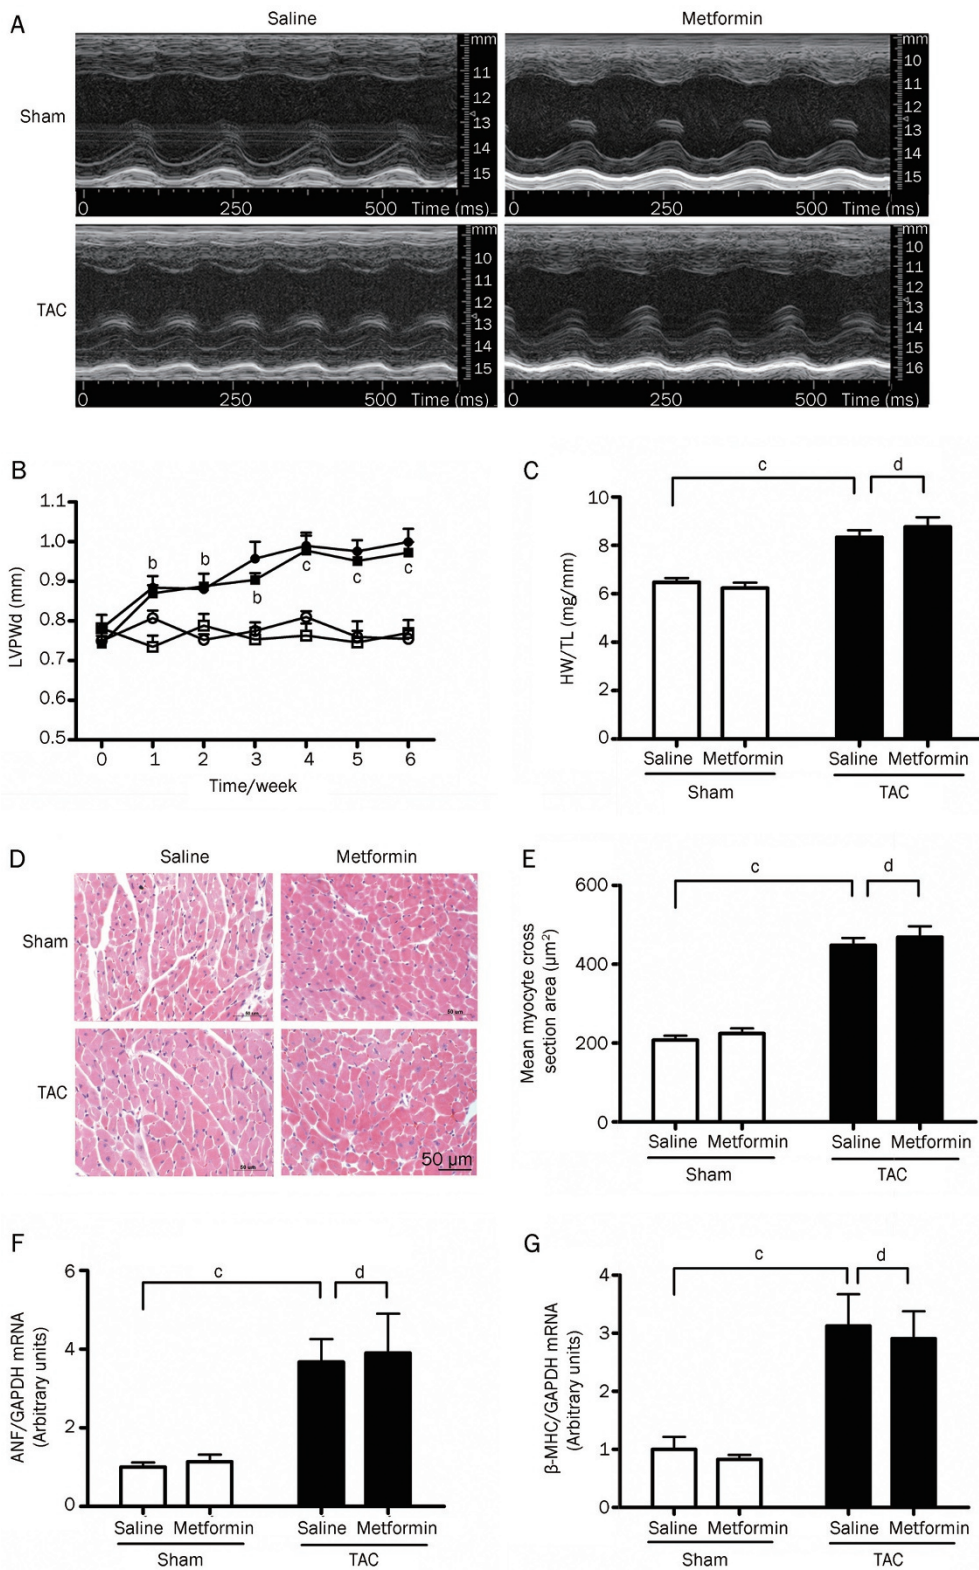 A
Saline
Metformin
Sham
mm
11
12
13
14
15
0 250 500 Time (ms)
mm
10
11
12
13
14
15
0 250 500 Time (ms)
TAC
mm
10
11
12
13
14
15
0 250 500 Time (ms)
mm
10
11
12
13
14
15
16
0 250 500 Time (ms)
B
LVPWd (mm)
1.1
1.0
0.9
0.8
0.7
0.6
0.5
b
b
b
c
c
c
0 1 2 3 4 5 6
Time/week
C
HW/TL (mg/mm)
10
8
6
4
2
0
c
d
Saline Metformin Saline Metformin
Sham TAC
D
Saline
Metformin
Sham
50 µm
TAC
50 µm
50 µm
E
Mean myocyte cross
section area (µm²)
600
400
200
0
c
d
Saline Metformin Saline Metformin
Sham TAC
F
ANF/GAPDH mRNA
(Arbitrary units)
6
4
2
0
c
d
Saline Metformin Saline Metformin
Sham TAC
G
β-MHC/GAPDH mRNA
(Arbitrary units)
4
3
2
1
0
c
d
Saline Metformin Saline Metformin
Sham TAC